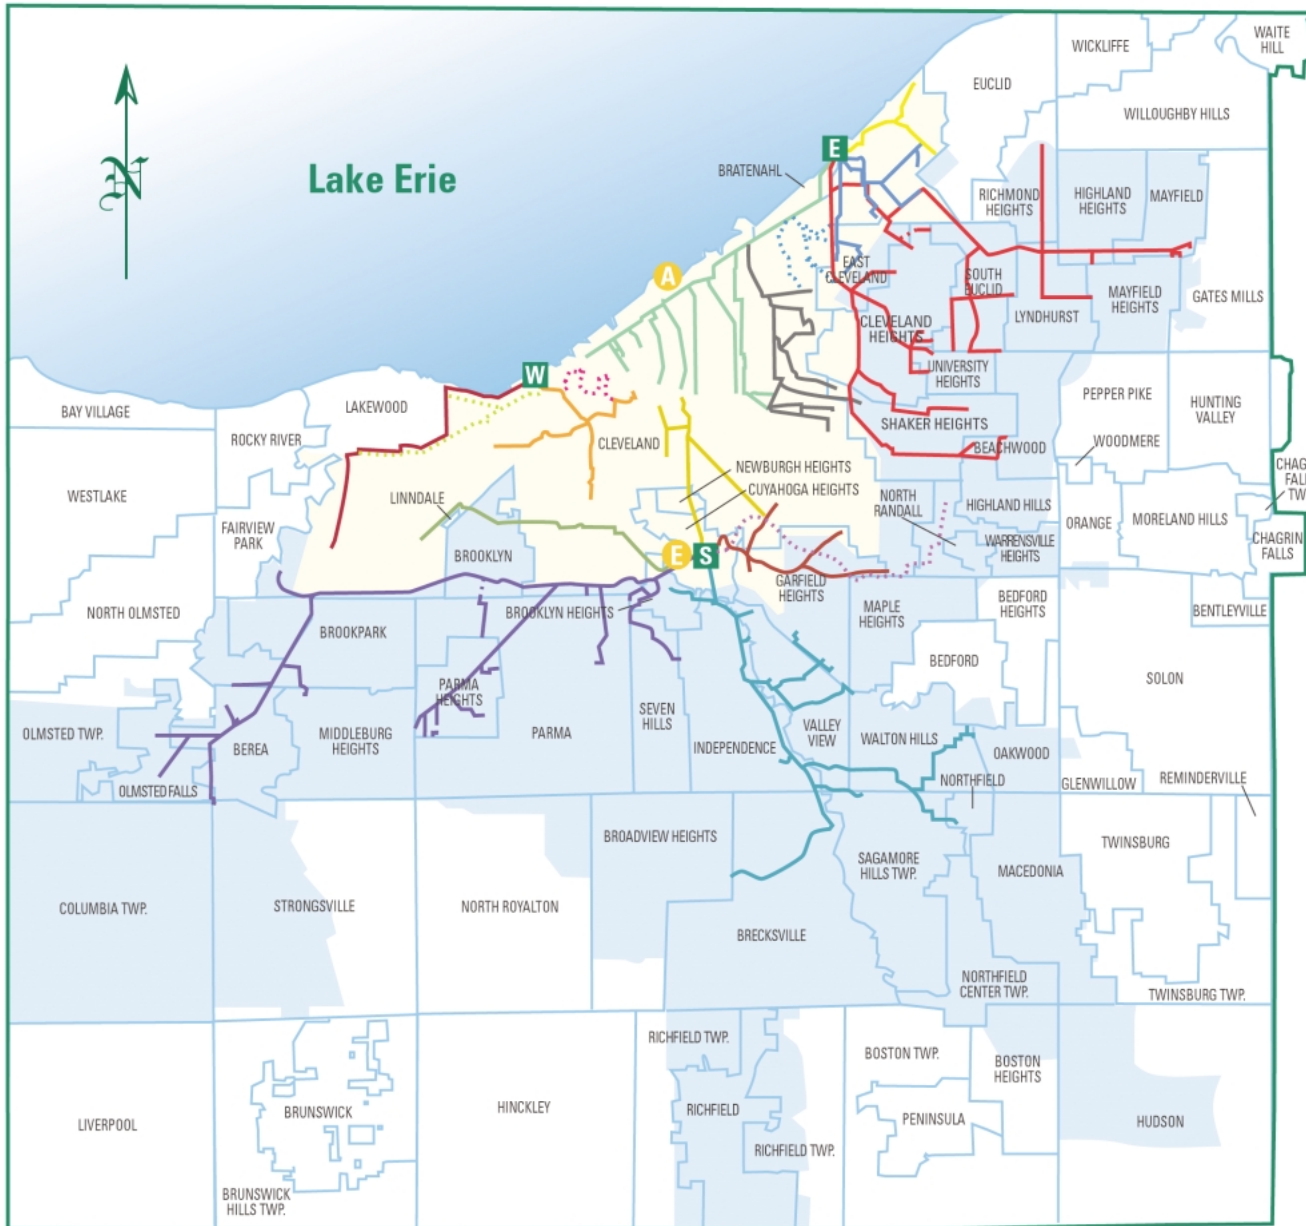 WAITE
HILL
WICKLIFFE
EUCLID
WILLOUGHBY HILLS
E
BRATENAHL
N
Lake Erie
RICHMOND
HEIGHTS
HIGHLAND
HEIGHTS
MAYFIELD
A
EAST
CLEVELAND
SOUTH
EUCLID
MAYFIELD
HEIGHTS
GATES MILLS
CLEVELAND
HEIGHTS
LYNDHURST
W
UNIVERSITY
HEIGHTS
PEPPER PIKE
HUNTING
VALLEY
BAY VILLAGE
LAKEWOOD
ROCKY RIVER
CLEVELAND
SHAKER HEIGHTS
BEACHWOOD
WOODMERE
NEWBURGH HEIGHTS
CUYAHOGA HEIGHTS
WESTLAKE
LINNDALE
NORTH
RANDALL
HIGHLAND HILLS
CHAG
FAL
TW
ORANGE
MORELAND HILLS
FAIRVIEW
PARK
BROOKLYN
E
S
WARRENSVILLE
HEIGHTS
CHAGRIN
FALLS
GARFIELD
HEIGHTS
NORTH OLMSTED
BROOKLYN HEIGHTS
MAPLE
HEIGHTS
BEDFORD
HEIGHTS
BENTLEYVILLE
BROOKPARK
BEDFORD
SOLON
PARMA
HEIGHTS
SEVEN
HILLS
OLMSTED TWP.
BEREA
MIDDLEBURG
HEIGHTS
PARMA
INDEPENDENCE
VALLEY
VIEW
WALTON HILLS
OAKWOOD
OLMSTED FALLS
NORTHFIELD
GLENWILLOW
REMINDERVILLE
BROADVIEW HEIGHTS
TWINSBURG
SAGAMORE
HILLS TWP.
MACEDONIA
COLUMBIA TWP.
STRONGSVILLE
NORTH ROYALTON
BRECKSVILLE
NORTHFIELD
CENTER TWP.
TWINSBURG TWP.
RICHFIELD TWP.
BOSTON TWP.
BOSTON
HEIGHTS
LIVERPOOL
BRUNSWICK
HINCKLEY
RICHFIELD
PENINSULA
HUDSON
RICHFIELD TWP.
BRUNSWICK
HILLS TWP.